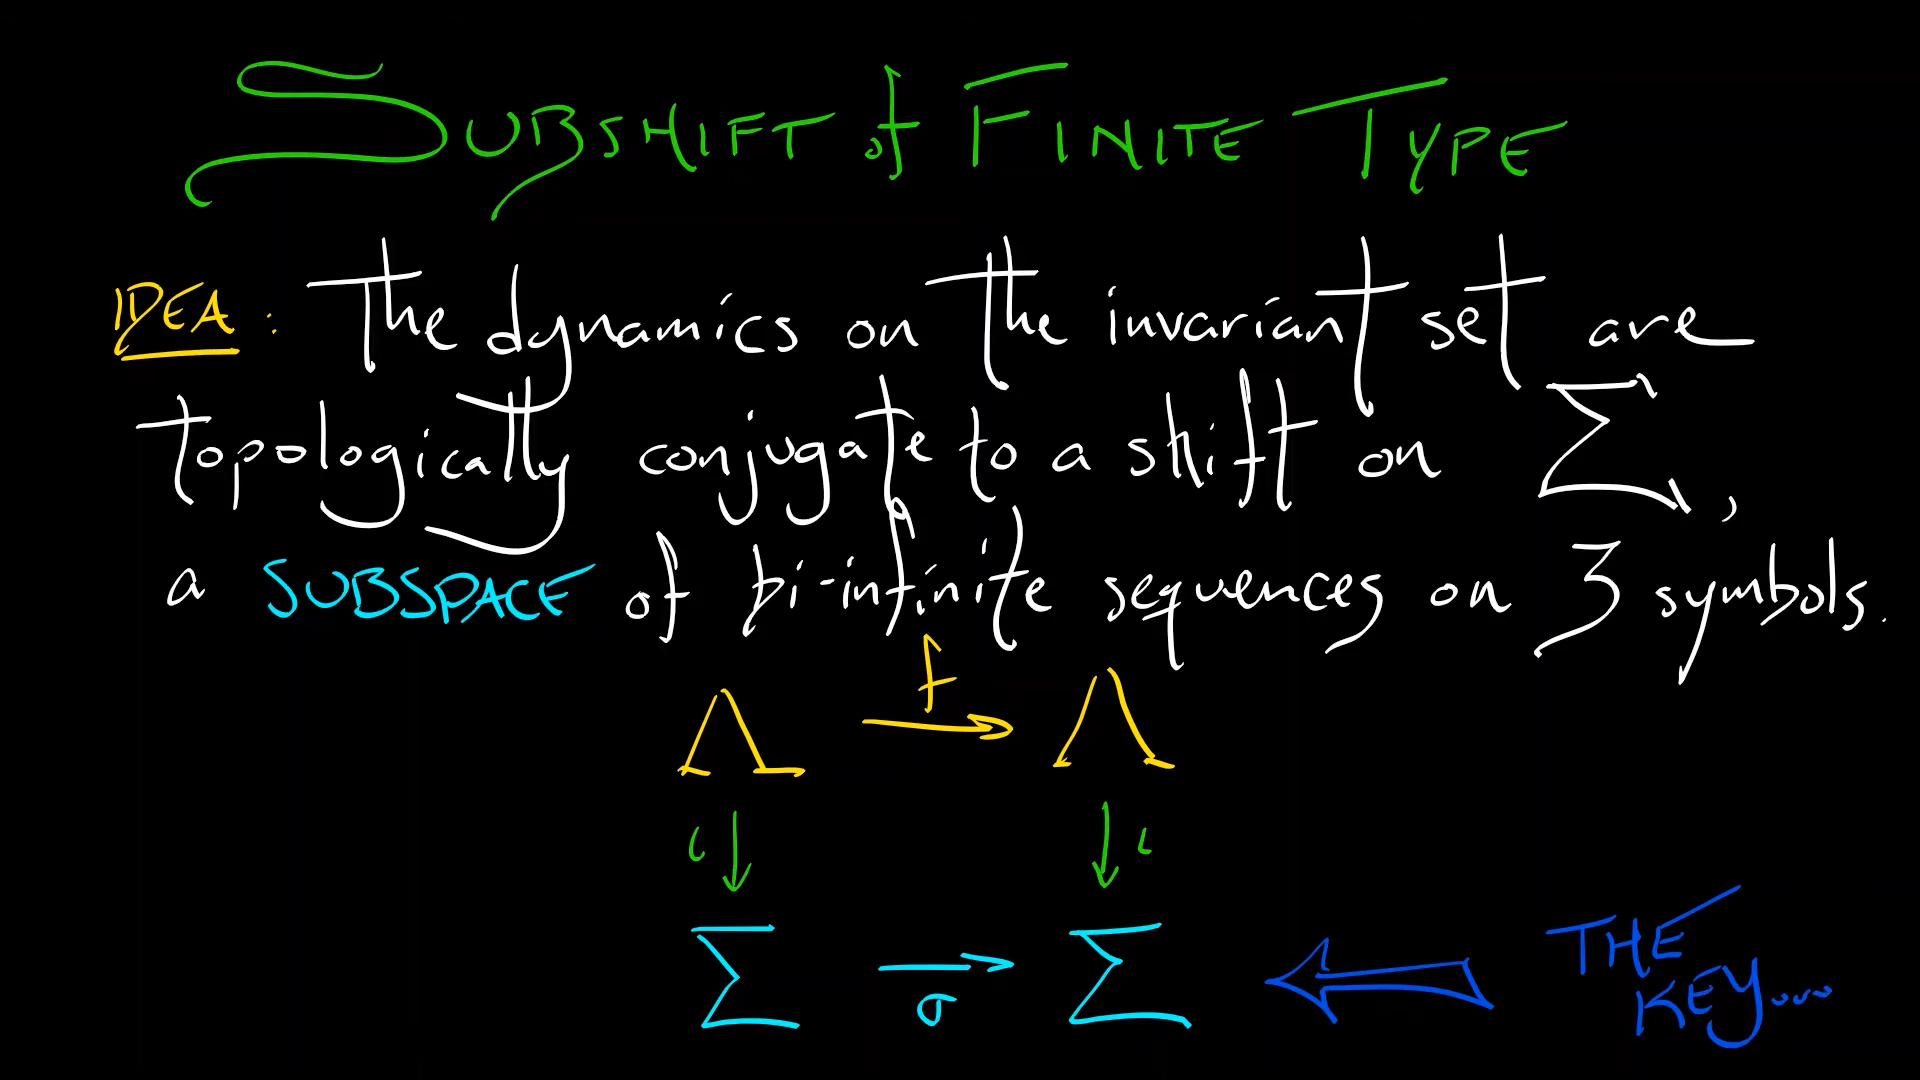 SUBSHIFT of FINITE TYPE
IDEA: The dynamics on the invariant set are
topologically conjugate to a shift on Σ,
a SUBSPACE of bi-infinite sequences on 3 symbols.
f
Λ → Λ
ι ↓ ↓ ι
Σ → Σ ⇐ THE KEY...
σ